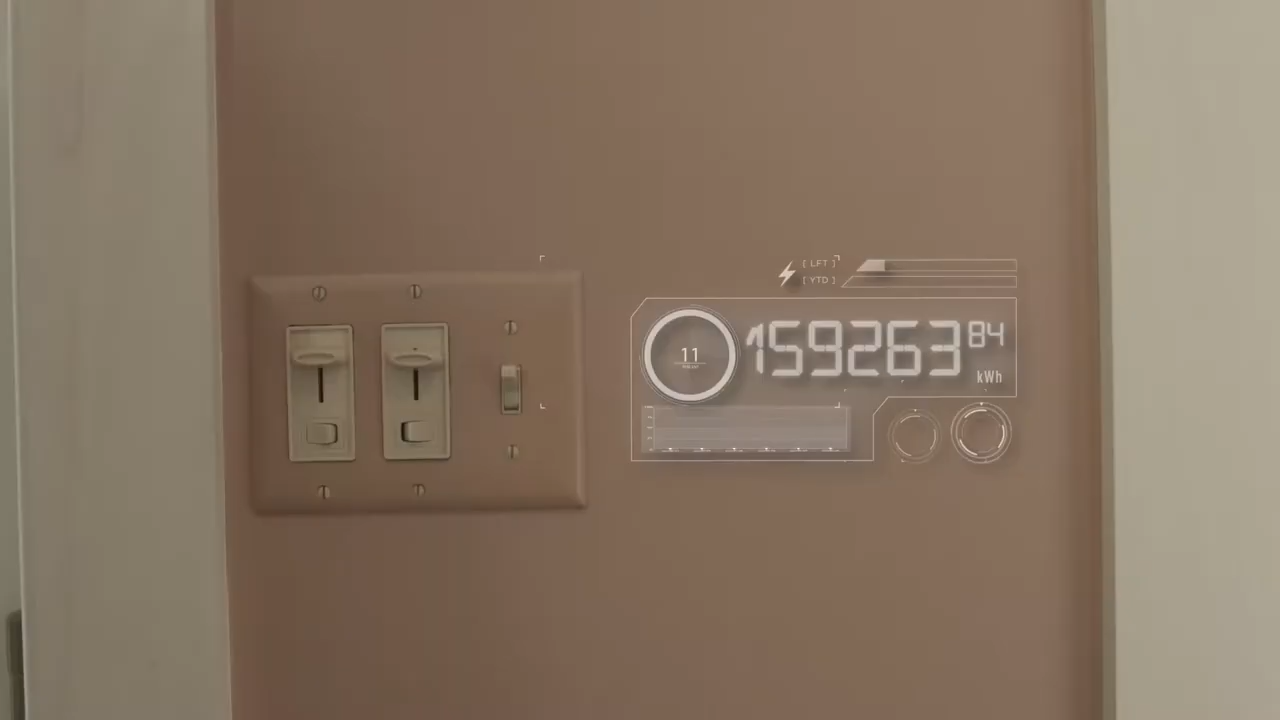 [ LFT ]
[ YTD ]
11
159263 84
kWh